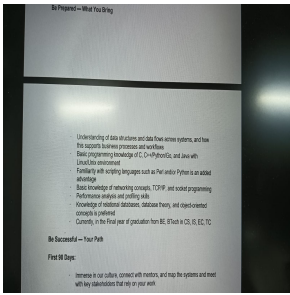 Be Prepared — What You Bring
Understanding of data structures and data flows across systems, and how
this supports business processes and workflows
Basic programming knowledge of C, C++/Python/Go, and Java with
Linux/Unix environment
Familiarity with scripting languages such as Perl and/or Python is an added
advantage
Basic knowledge of networking concepts, TCP/IP, and socket programming
Performance analysis and profiling skills
Knowledge of relational databases, database theory, and object-oriented
concepts is preferred
Currently, in the Final year of graduation from BE, BTech in CS, IS, EC, TC
Be Successful — Your Path
First 90 Days:
Immerse in our culture, connect with mentors, and map the systems and meet
with key stakeholders that rely on your work